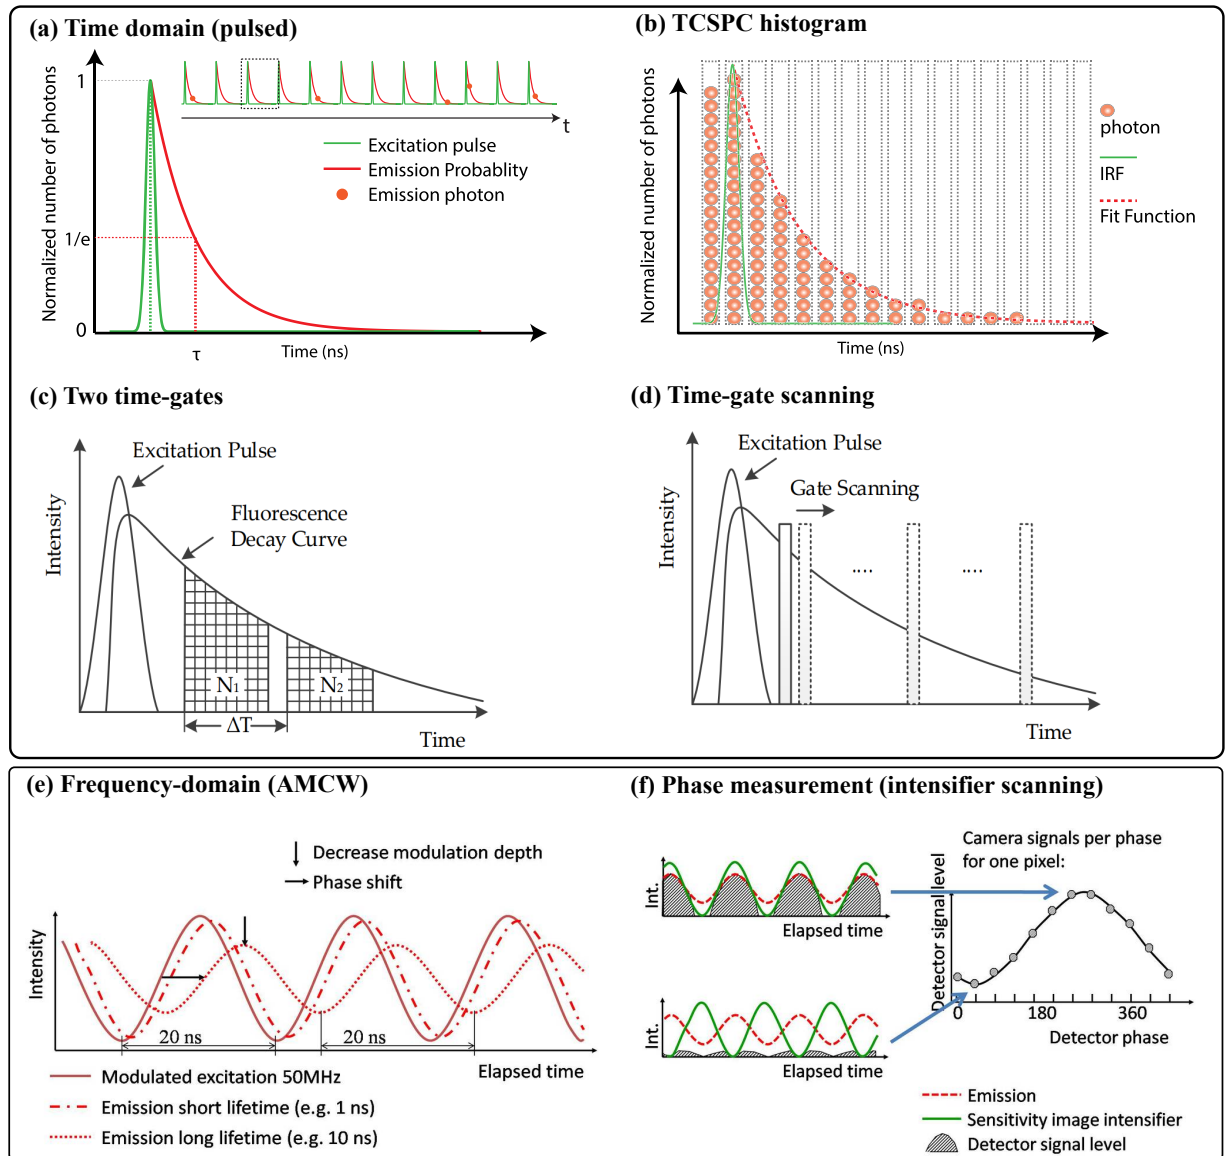 (a) Time domain (pulsed)
Normalized number of photons
1
1/e
0
τ
Time (ns)
t
Excitation pulse
Emission Probablity
Emission photon
(b) TCSPC histogram
Normalized number of photons
Time (ns)
photon
IRF
Fit Function
(c) Two time-gates
Excitation Pulse
Fluorescence
Decay Curve
Intensity
N1
N2
ΔT
Time
(d) Time-gate scanning
Excitation Pulse
Gate Scanning
Intensity
....
....
Time
(e) Frequency-domain (AMCW)
Decrease modulation depth
Phase shift
Intensity
20 ns
20 ns
Elapsed time
Modulated excitation 50MHz
Emission short lifetime (e.g. 1 ns)
Emission long lifetime (e.g. 10 ns)
(f) Phase measurement (intensifier scanning)
Camera signals per phase
for one pixel:
Int.
Elapsed time
Detector signal level
0
180
360
Detector phase
Int.
Elapsed time
Emission
Sensitivity image intensifier
Detector signal level